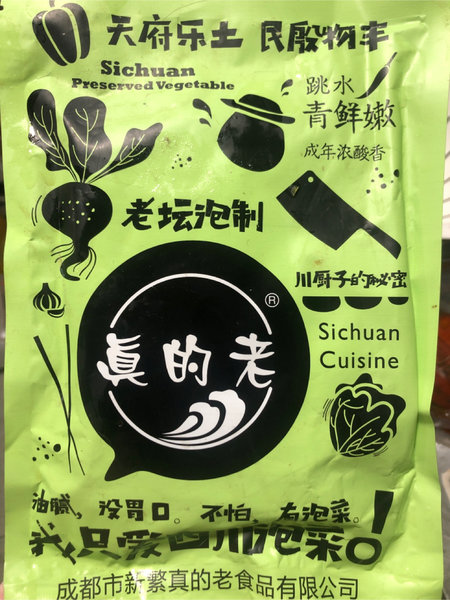 天府乐土 民殷物丰
Sichuan
Preserved Vegetable
跳水
青鲜嫩
成年浓酸香
老坛泡制
川厨子的秘密
®
真的老
Sichuan
Cuisine
油腻，没胃口。不怕，有泡菜。
我只爱四川泡菜！
成都市新繁真的老食品有限公司